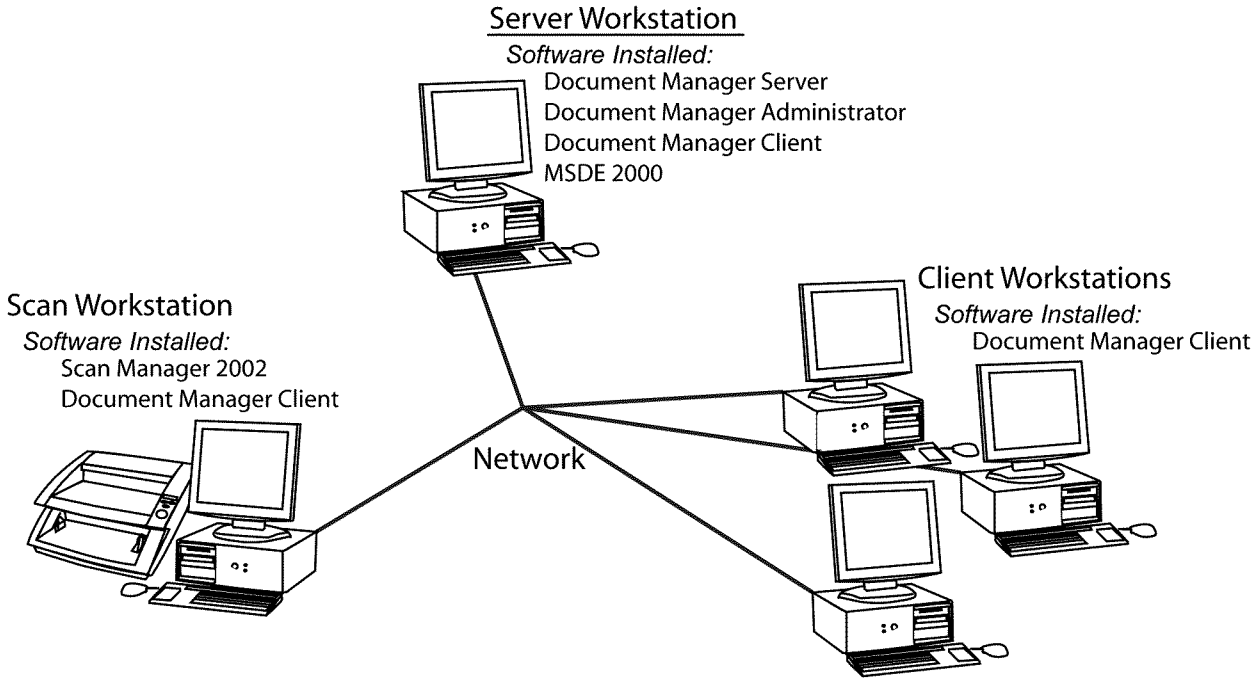 Server Workstation
Software Installed:
Document Manager Server
Document Manager Administrator
Document Manager Client
MSDE 2000
Client Workstations
Software Installed:
Document Manager Client
Scan Workstation
Software Installed:
Scan Manager 2002
Document Manager Client
Network